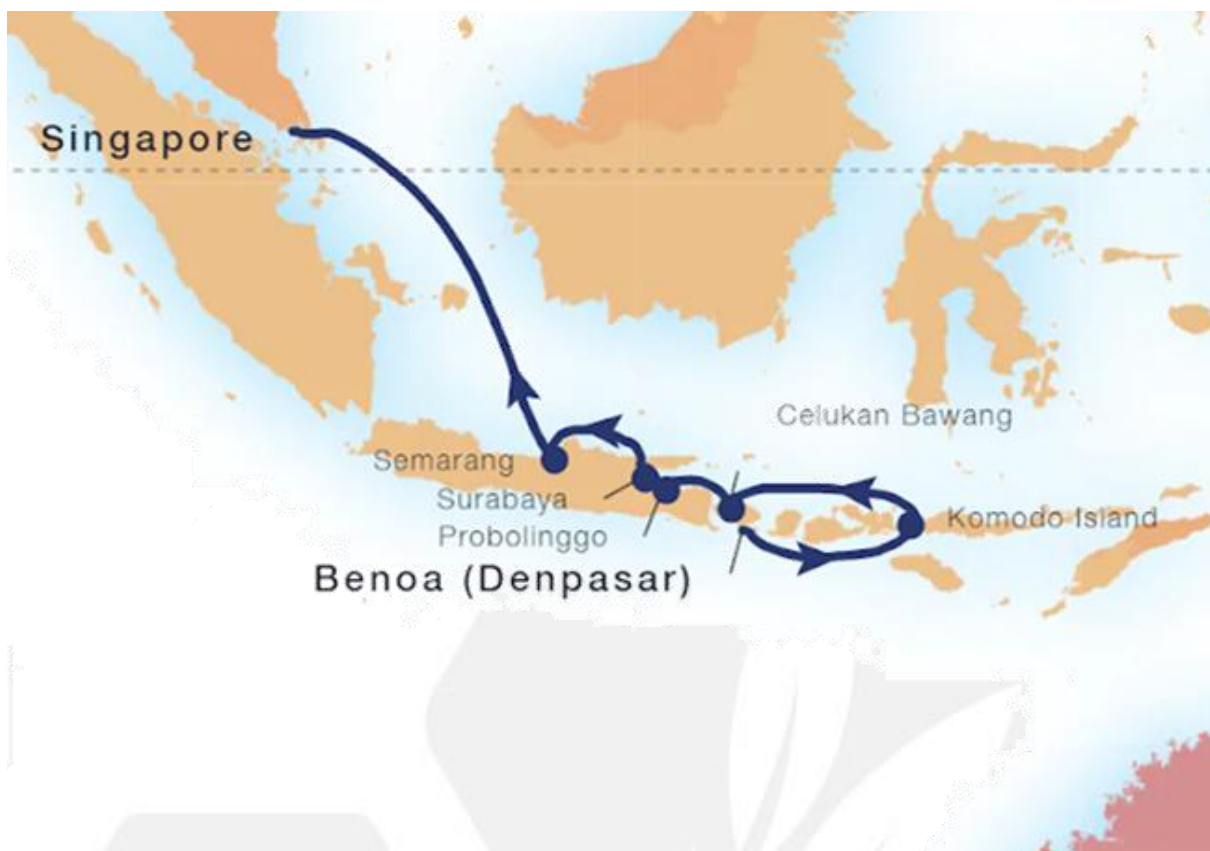 Singapore
Celukan Bawang
Semarang
Surabaya
Probolinggo
Komodo Island
Benoa (Denpasar)